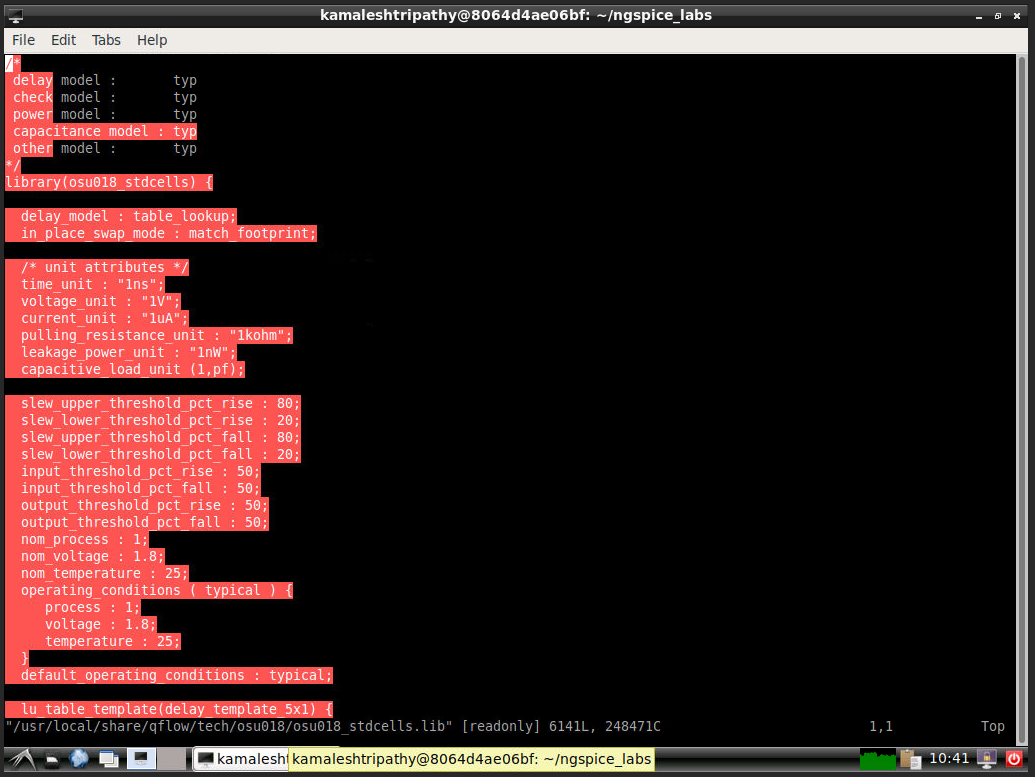 kamaleshtripathy@8064d4ae06bf: ~/ngspice_labs
File Edit Tabs Help
/*
 delay model :       typ
 check model :       typ
 power model :       typ
 capacitance model : typ
 other model :       typ
*/
library(osu018_stdcells) {
  delay_model : table_lookup;
  in_place_swap_mode : match_footprint;
  /* unit attributes */
  time_unit : "1ns";
  voltage_unit : "1V";
  current_unit : "1uA";
  pulling_resistance_unit : "1kohm";
  leakage_power_unit : "1nW";
  capacitive_load_unit (1,pf);
  slew_upper_threshold_pct_rise : 80;
  slew_lower_threshold_pct_rise : 20;
  slew_upper_threshold_pct_fall : 80;
  slew_lower_threshold_pct_fall : 20;
  input_threshold_pct_rise : 50;
  input_threshold_pct_fall : 50;
  output_threshold_pct_rise : 50;
  output_threshold_pct_fall : 50;
  nom_process : 1;
  nom_voltage : 1.8;
  nom_temperature : 25;
  operating_conditions ( typical ) {
     process : 1;
     voltage : 1.8;
     temperature : 25;
  }
  default_operating_conditions : typical;
  lu_table_template(delay_template_5x1) {
"/usr/local/share/qflow/tech/osu018/osu018_stdcells.lib" [readonly] 6141L, 248471C 1,1 Top
kamalesht kamaleshtripathy@8064d4ae06bf: ~/ngspice_labs 10:41